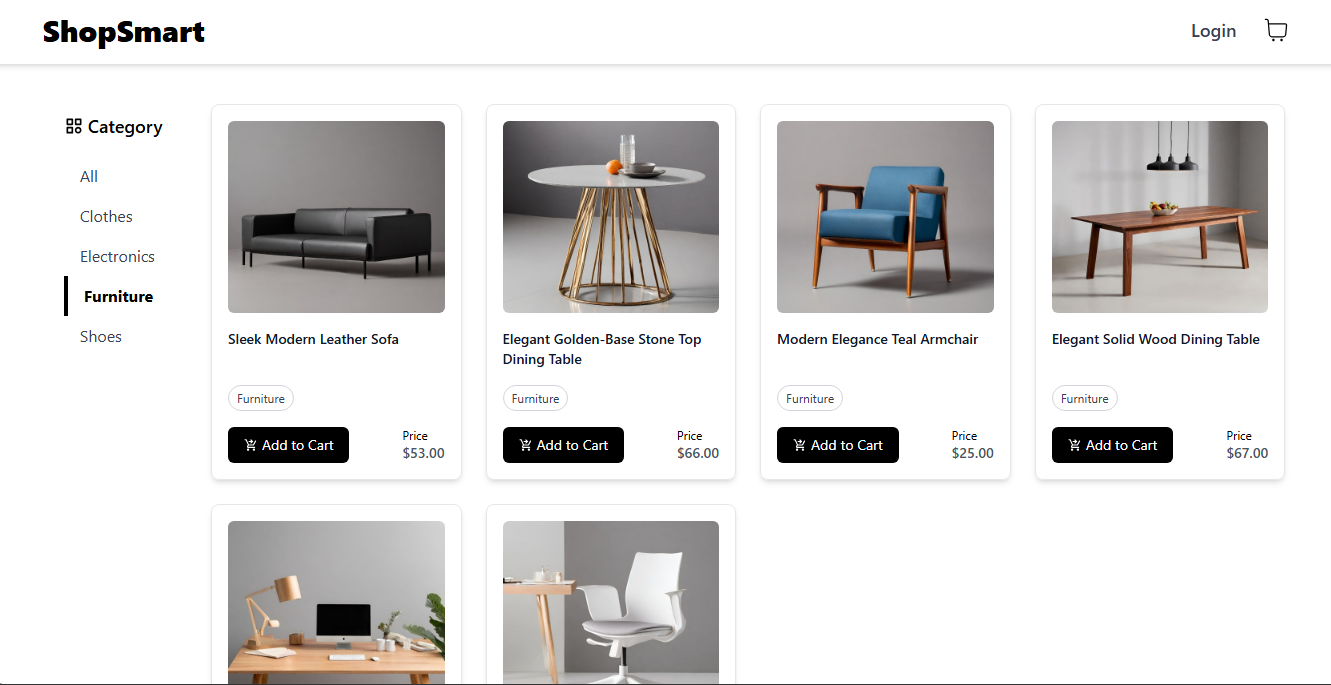 ShopSmart
Login
Category
All
Clothes
Electronics
Furniture
Shoes
Sleek Modern Leather Sofa
Furniture
Add to Cart
Price
$53.00
Elegant Golden-Base Stone Top
Dining Table
Furniture
Add to Cart
Price
$66.00
Modern Elegance Teal Armchair
Furniture
Add to Cart
Price
$25.00
Elegant Solid Wood Dining Table
Furniture
Add to Cart
Price
$67.00